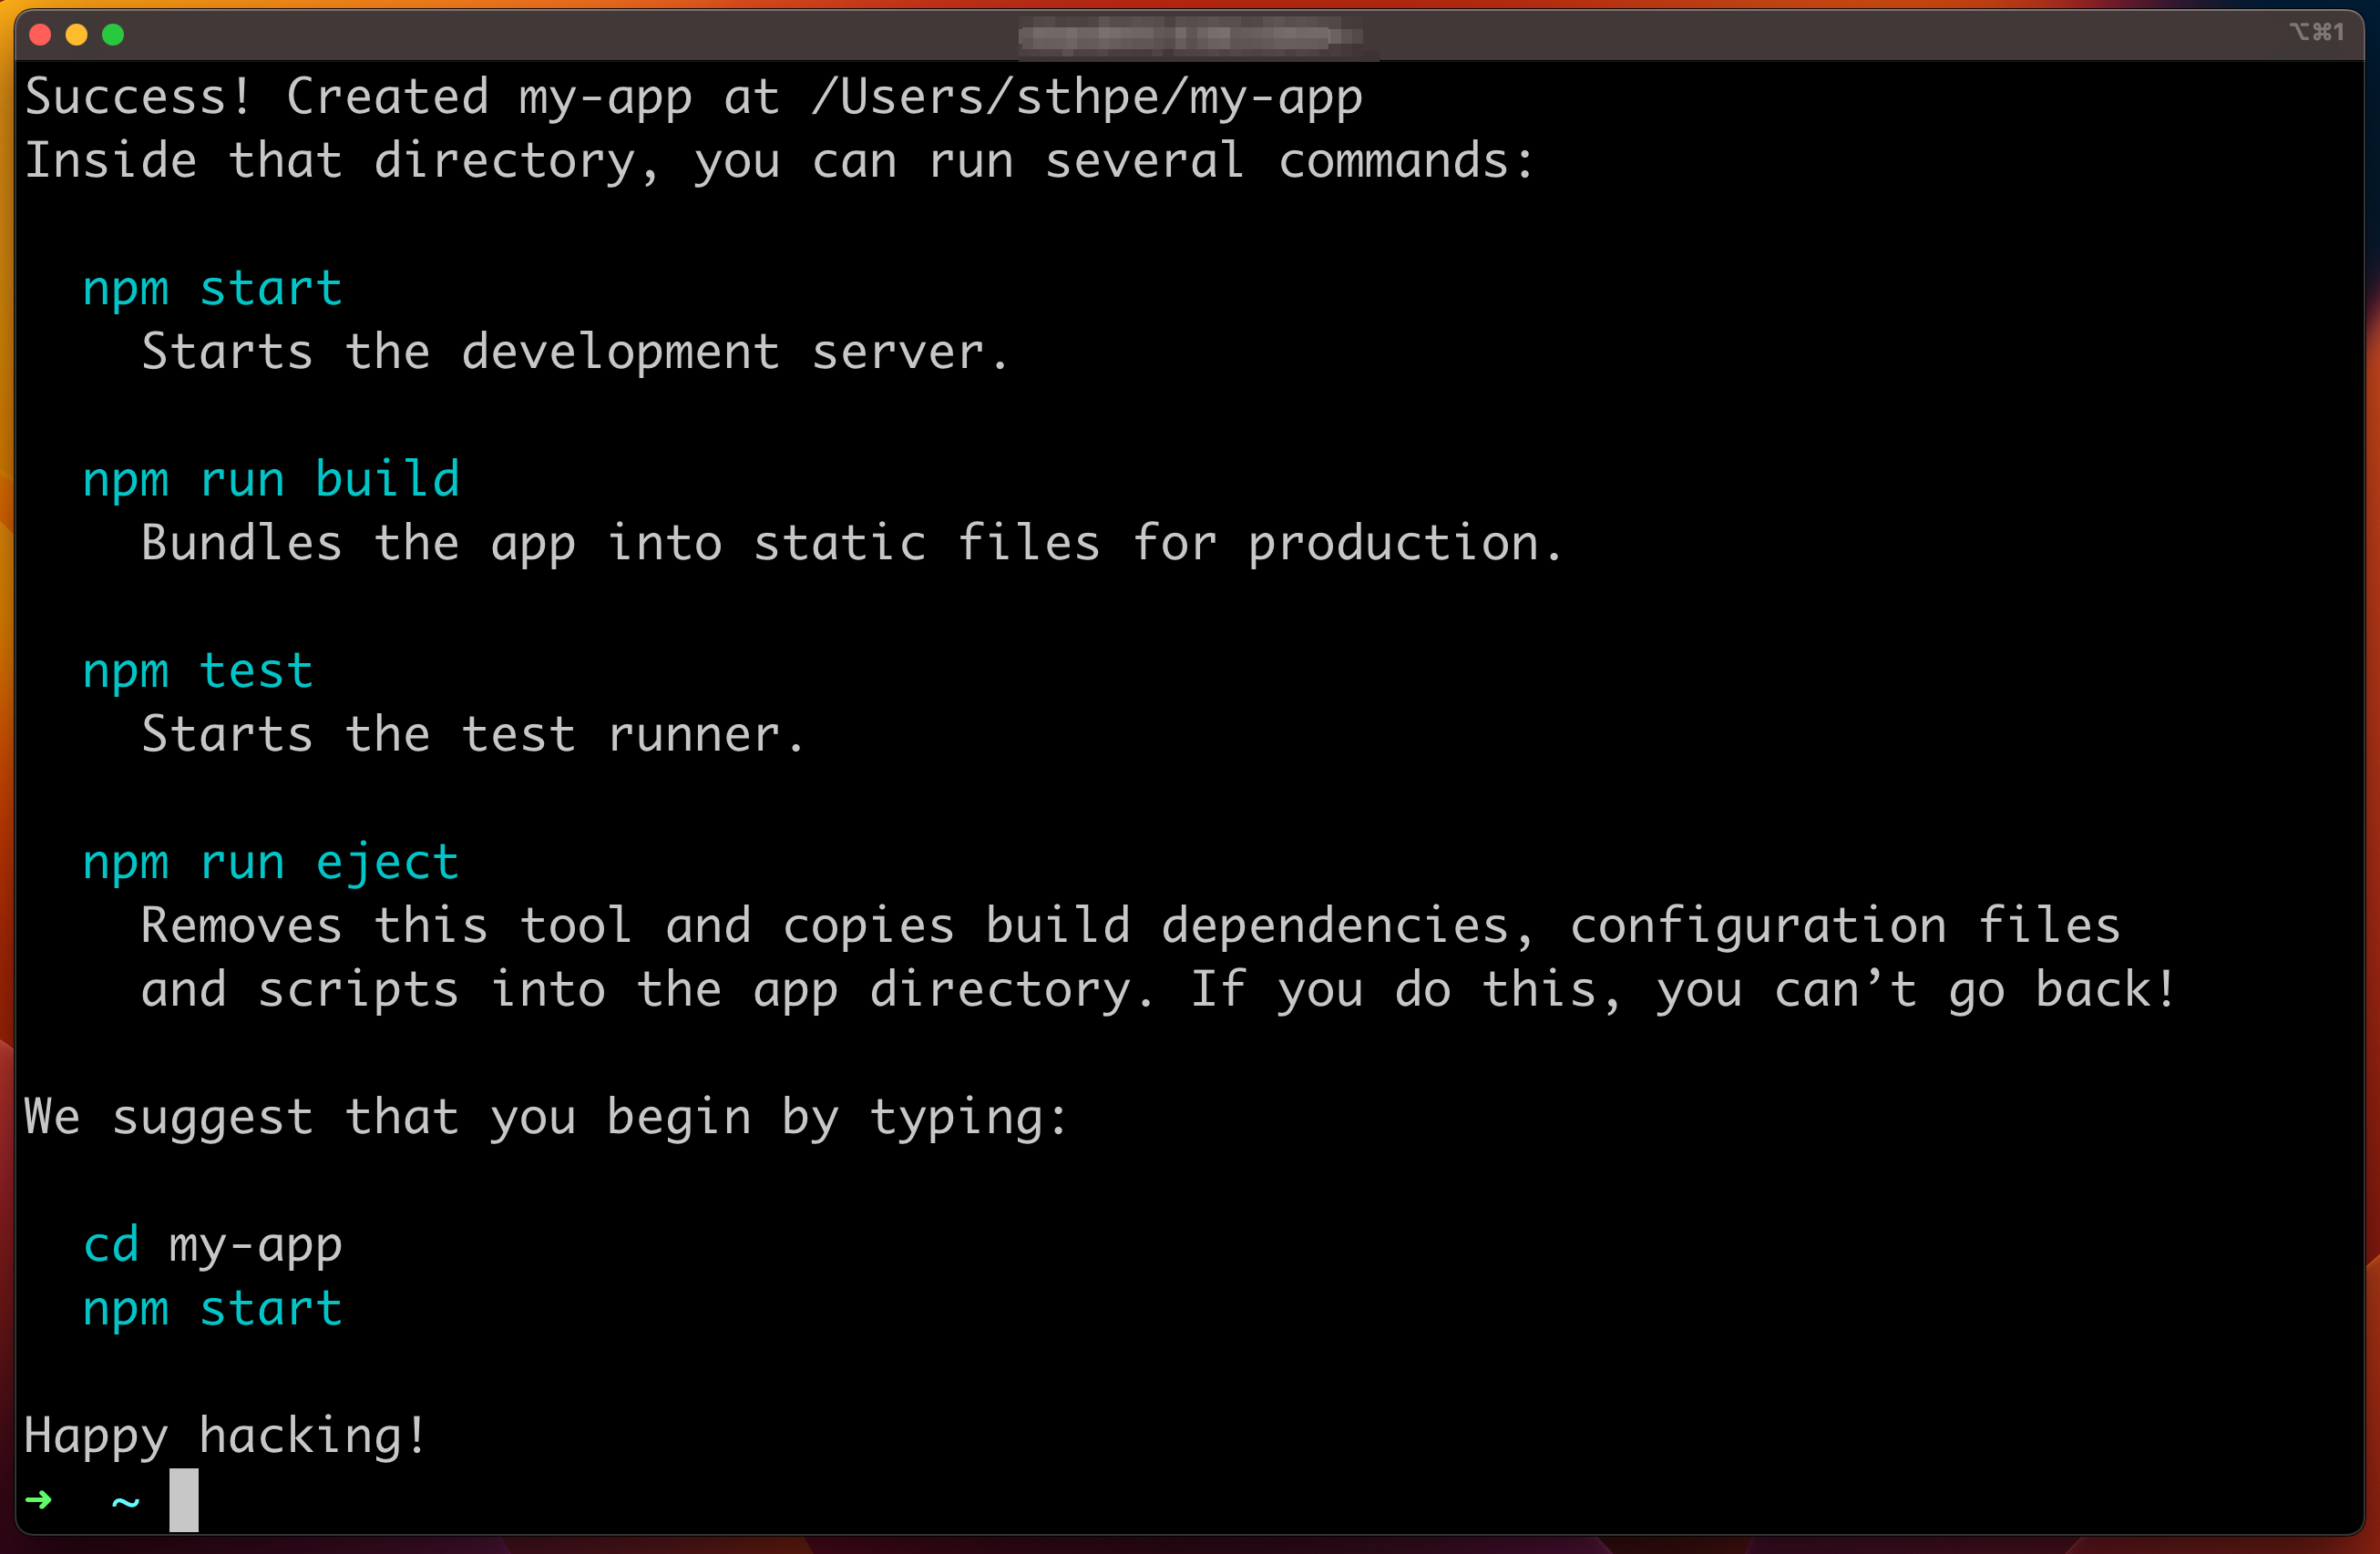 ⌥⌘1
Success! Created my-app at /Users/sthpe/my-app
Inside that directory, you can run several commands:
npm start
Starts the development server.
npm run build
Bundles the app into static files for production.
npm test
Starts the test runner.
npm run eject
Removes this tool and copies build dependencies, configuration files
and scripts into the app directory. If you do this, you can’t go back!
We suggest that you begin by typing:
cd my-app
npm start
Happy hacking!
➜ ~